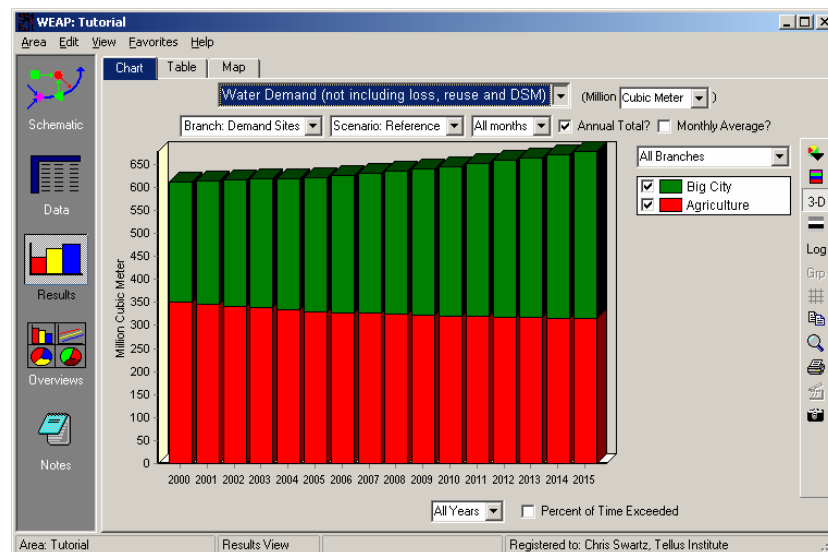 WEAP: Tutorial
Area Edit View Favorites Help
Chart Table Map
Water Demand (not including loss, reuse and DSM) (Million Cubic Meter )
Branch: Demand Sites Scenario: Reference All months Annual Total? Monthly Average?
Schematic
Data
Results
Overviews
Notes
All Branches
Big City
Agriculture
3-D
Log
Grp
Million Cubic Meter
650
600
550
500
450
400
350
300
250
200
150
100
50
0
2000 2001 2002 2003 2004 2005 2006 2007 2008 2009 2010 2011 2012 2013 2014 2015
All Years Percent of Time Exceeded
Area: Tutorial Results View Registered to: Chris Swartz, Tellus Institute